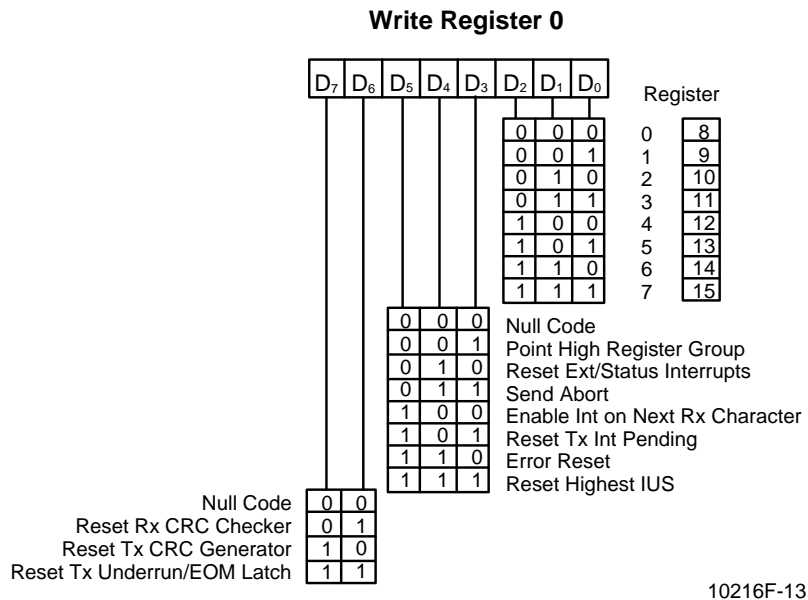 Write Register 0
D7 D6 D5 D4 D3 D2 D1 D0
Register
0 0 0 0 8
0 0 1 1 9
0 1 0 2 10
0 1 1 3 11
1 0 0 4 12
1 0 1 5 13
1 1 0 6 14
1 1 1 7 15
0 0 0 Null Code
0 0 1 Point High Register Group
0 1 0 Reset Ext/Status Interrupts
0 1 1 Send Abort
1 0 0 Enable Int on Next Rx Character
1 0 1 Reset Tx Int Pending
1 1 0 Error Reset
1 1 1 Reset Highest IUS
Null Code 0 0
Reset Rx CRC Checker 0 1
Reset Tx CRC Generator 1 0
Reset Tx Underrun/EOM Latch 1 1
10216F-13